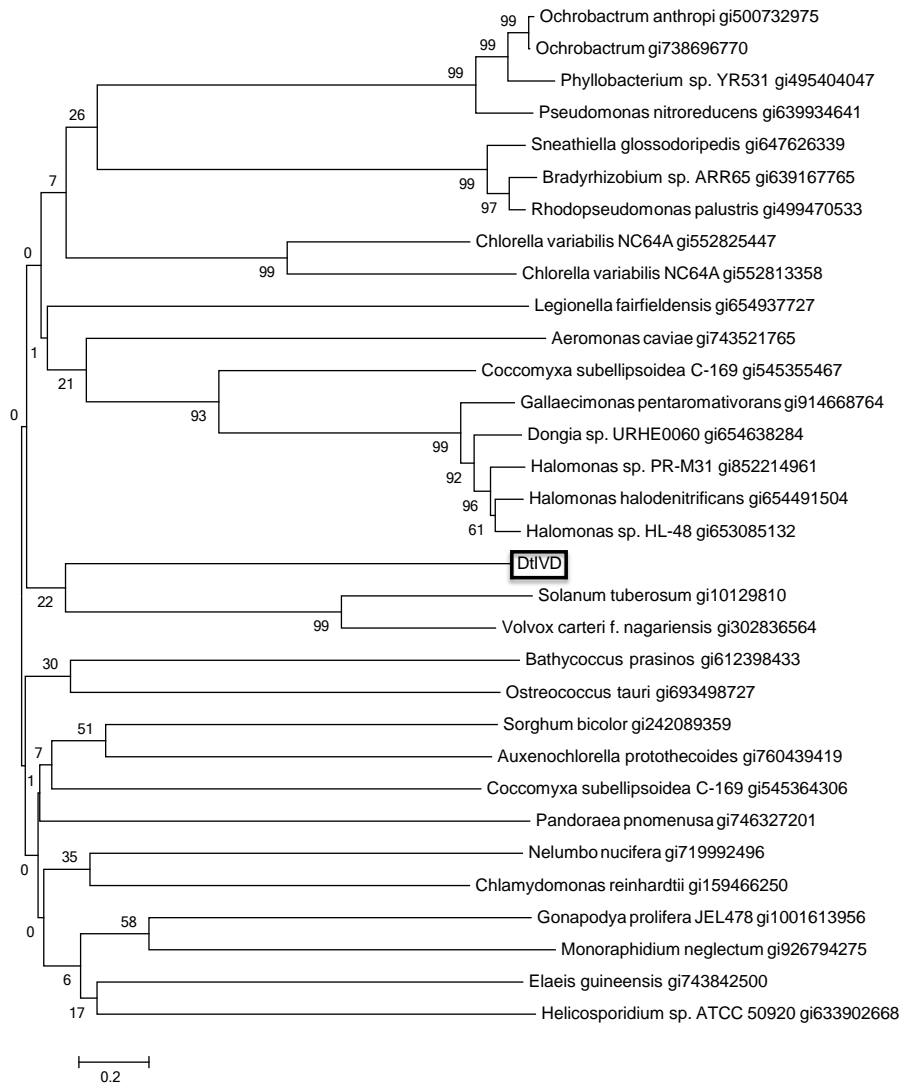 99
Ochrobactrum anthropi gi500732975
99
Ochrobactrum gi738696770
99
Phyllobacterium sp. YR531 gi495404047
Pseudomonas nitroreducens gi639934641
26
Sneathiella glossodoripedis gi647626339
99
Bradyrhizobium sp. ARR65 gi639167765
7
97
Rhodopseudomonas palustris gi499470533
Chlorella variabilis NC64A gi552825447
0
99
Chlorella variabilis NC64A gi552813358
Legionella fairfieldensis gi654937727
1
Aeromonas caviae gi743521765
21
Coccomyxa subellipsoidea C-169 gi545355467
0
93
Gallaecimonas pentaromativorans gi914668764
99
Dongia sp. URHE0060 gi654638284
92
Halomonas sp. PR-M31 gi852214961
96
Halomonas halodenitrificans gi654491504
61
Halomonas sp. HL-48 gi653085132
DtIVD
22
Solanum tuberosum gi10129810
99
Volvox carteri f. nagariensis gi302836564
30
Bathycoccus prasinos gi612398433
Ostreococcus tauri gi693498727
51
Sorghum bicolor gi242089359
7
Auxenochlorella protothecoides gi760439419
1
Coccomyxa subellipsoidea C-169 gi545364306
Pandoraea pnomenusa gi746327201
0
35
Nelumbo nucifera gi719992496
Chlamydomonas reinhardtii gi159466250
0
58
Gonapodya prolifera JEL478 gi1001613956
Monoraphidium neglectum gi926794275
6
Elaeis guineensis gi743842500
17
Helicosporidium sp. ATCC 50920 gi633902668
0.2